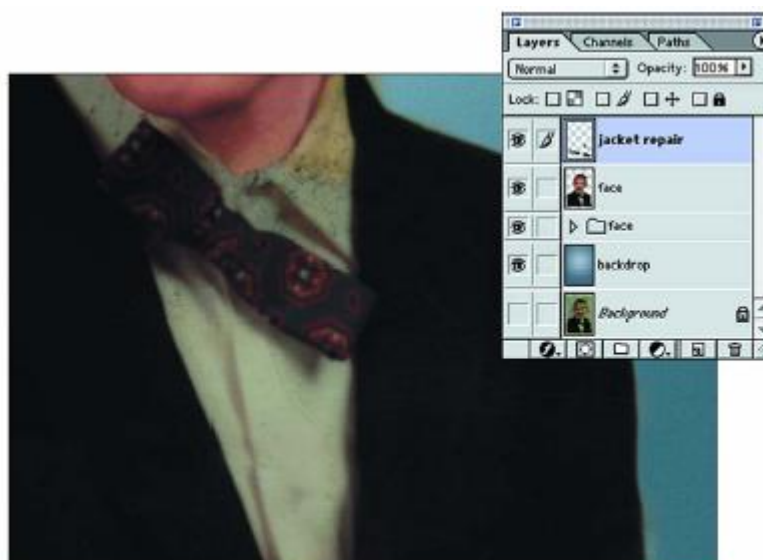 Layers Channels Paths
Normal Opacity: 100%
Lock:
jacket repair
face
face
backdrop
Background